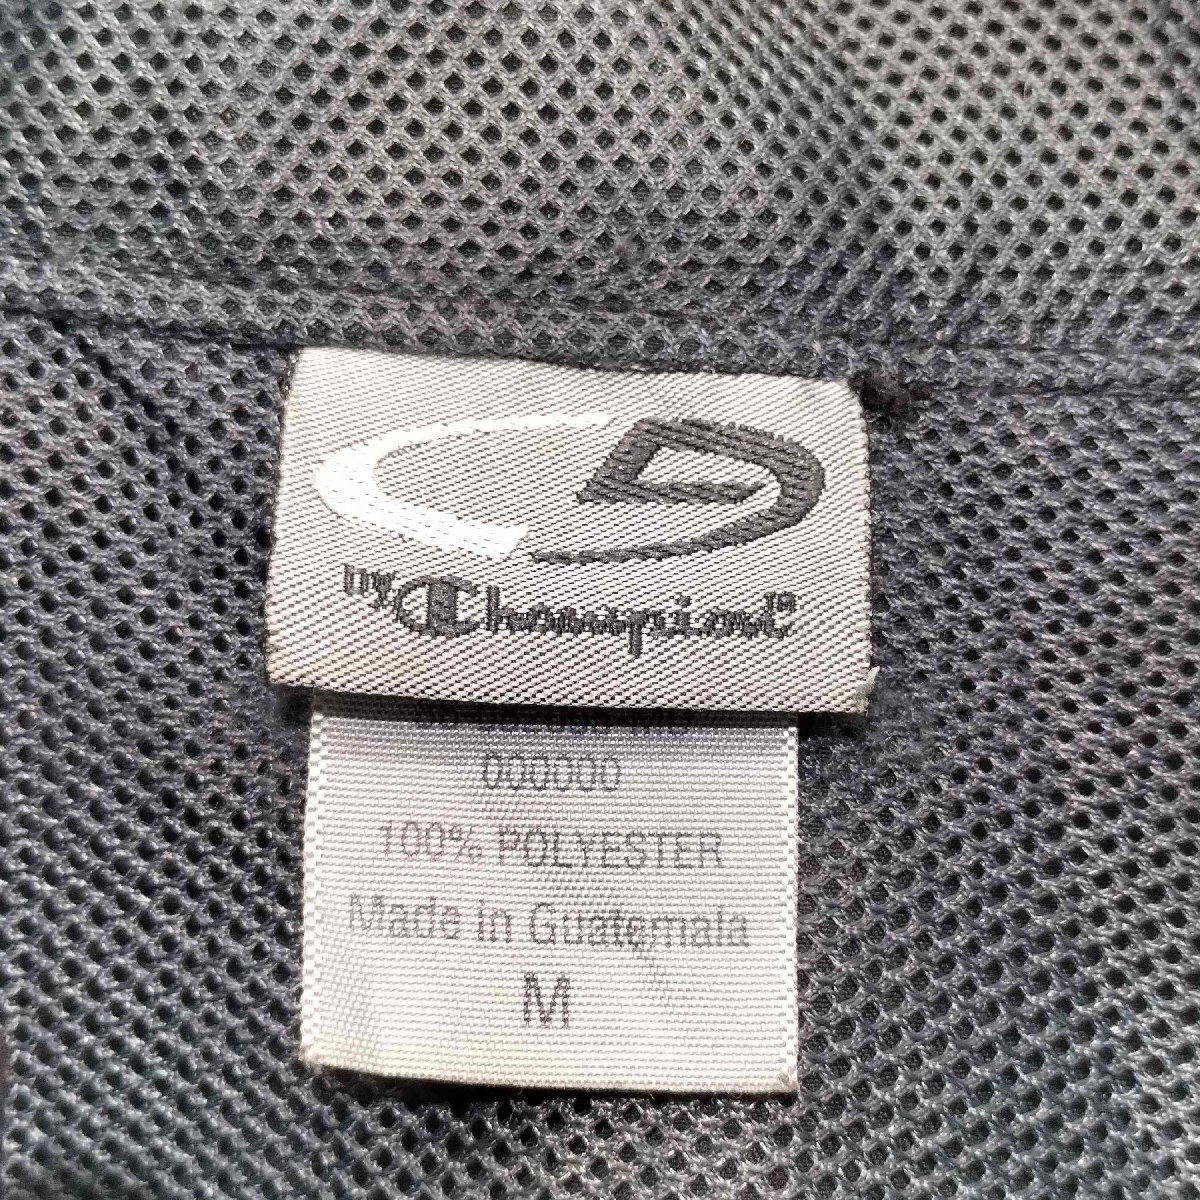 by Champion
000000
100% POLYESTER
Made in Guatemala
M